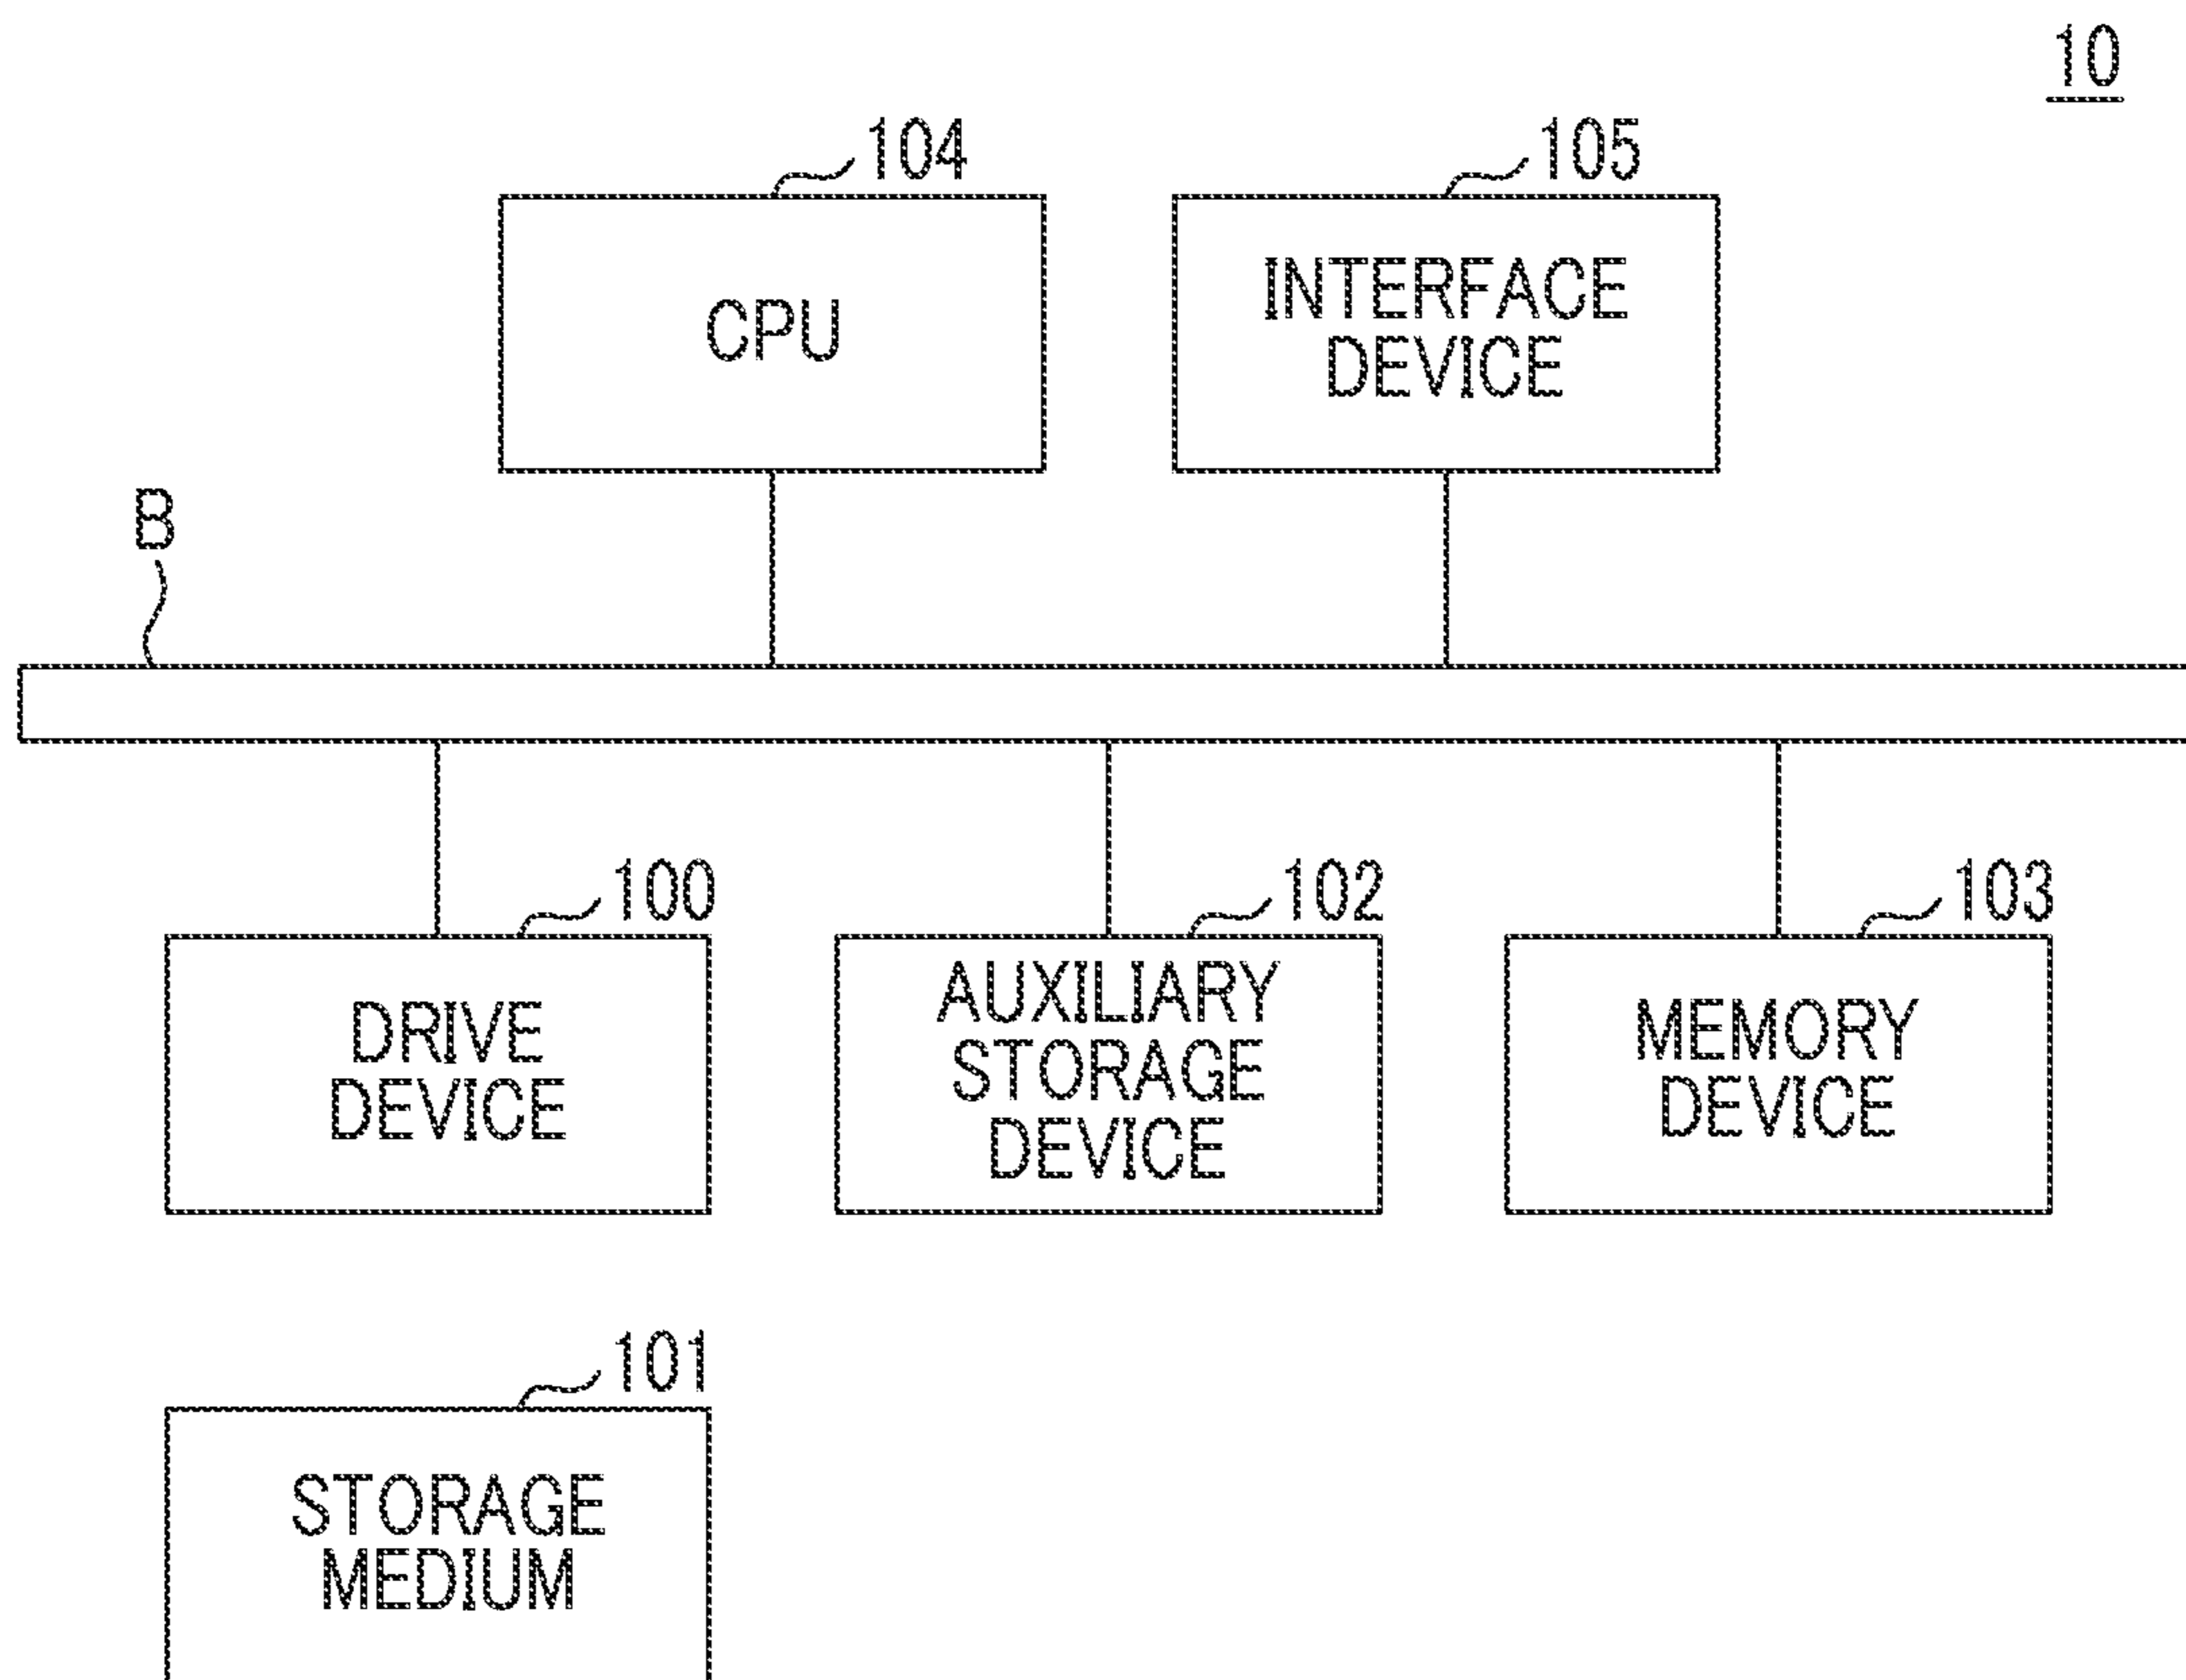 10
104
105
CPU
INTERFACE
DEVICE
B
100
102
103
DRIVE
DEVICE
AUXILIARY
STORAGE
DEVICE
MEMORY
DEVICE
101
STORAGE
MEDIUM